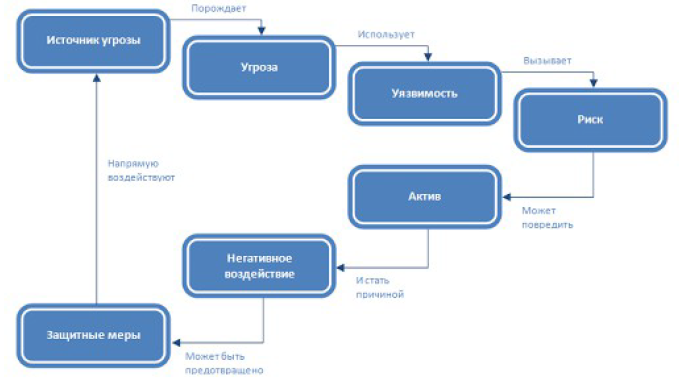 Порождает
Источник угрозы
Использует
Угроза
Вызывает
Уязвимость
Риск
Напрямую
воздействуют
Актив
Может
повредить
Негативное
воздействие
И стать
причиной
Защитные меры
Может быть
предотвращено